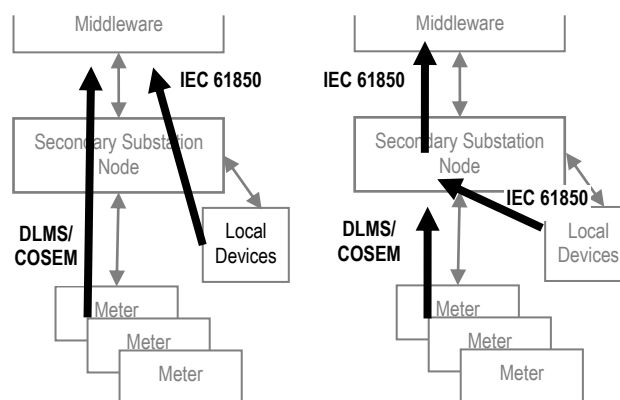 Middleware
IEC 61850
Secondary Substation
Node
DLMS/
COSEM
Local
Devices
Meter
Meter
Meter
Middleware
IEC 61850
Secondary Substation
Node
IEC 61850
DLMS/
COSEM
Local
Devices
Meter
Meter
Meter